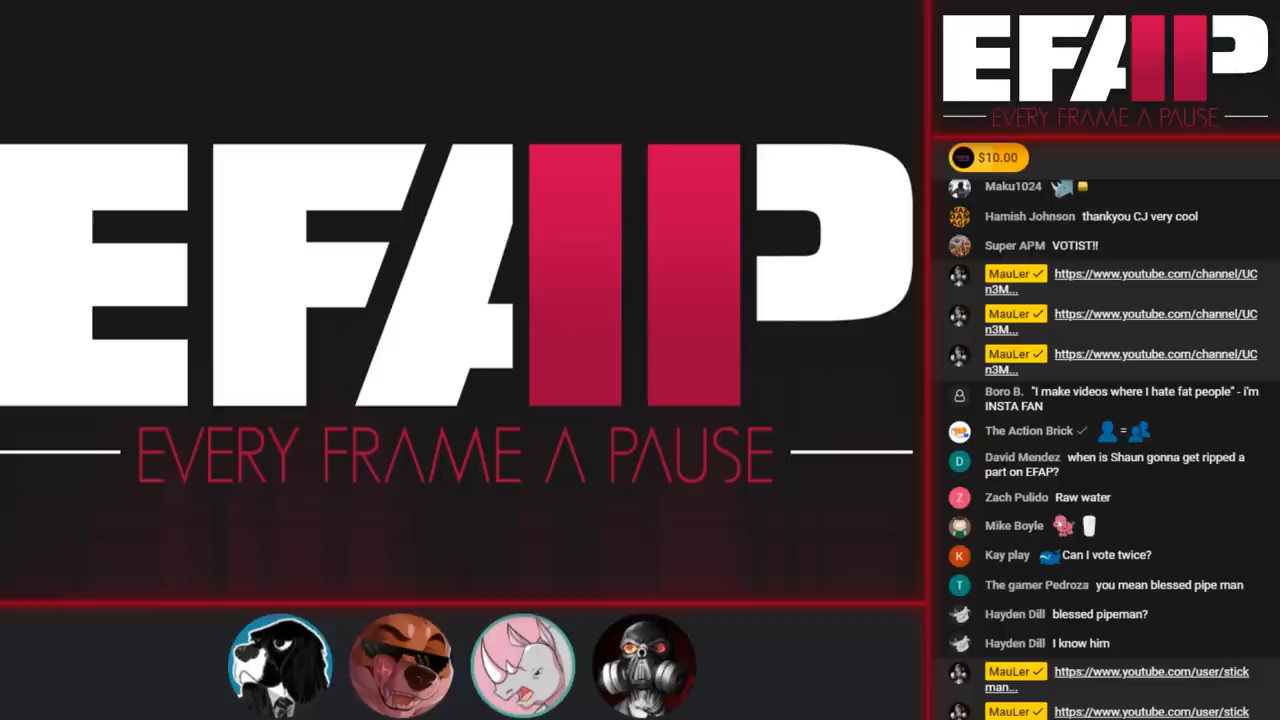 EFAP
EVERY FRAME A PAUSE
EFAP
EVERY FRAME A PAUSE
$10.00
Maku1024
Hamish Johnson thankyou CJ very cool
Super APM VOTIST!!
MauLer ✓ https://www.youtube.com/channel/UC
n3M...
MauLer ✓ https://www.youtube.com/channel/UC
n3M...
MauLer ✓ https://www.youtube.com/channel/UC
n3M...
Boro B. "I make videos where I hate fat people" - i'm
INSTA FAN
The Action Brick ✓ 👤 = 👥
D David Mendez when is Shaun gonna get ripped a
part on EFAP?
Z Zach Pulido Raw water
Mike Boyle
K Kay play Can I vote twice?
T The gamer Pedroza you mean blessed pipe man
Hayden Dill blessed pipeman?
Hayden Dill I know him
MauLer ✓ https://www.youtube.com/user/stick
man...
MauLer ✓ https://www.youtube.com/user/stick